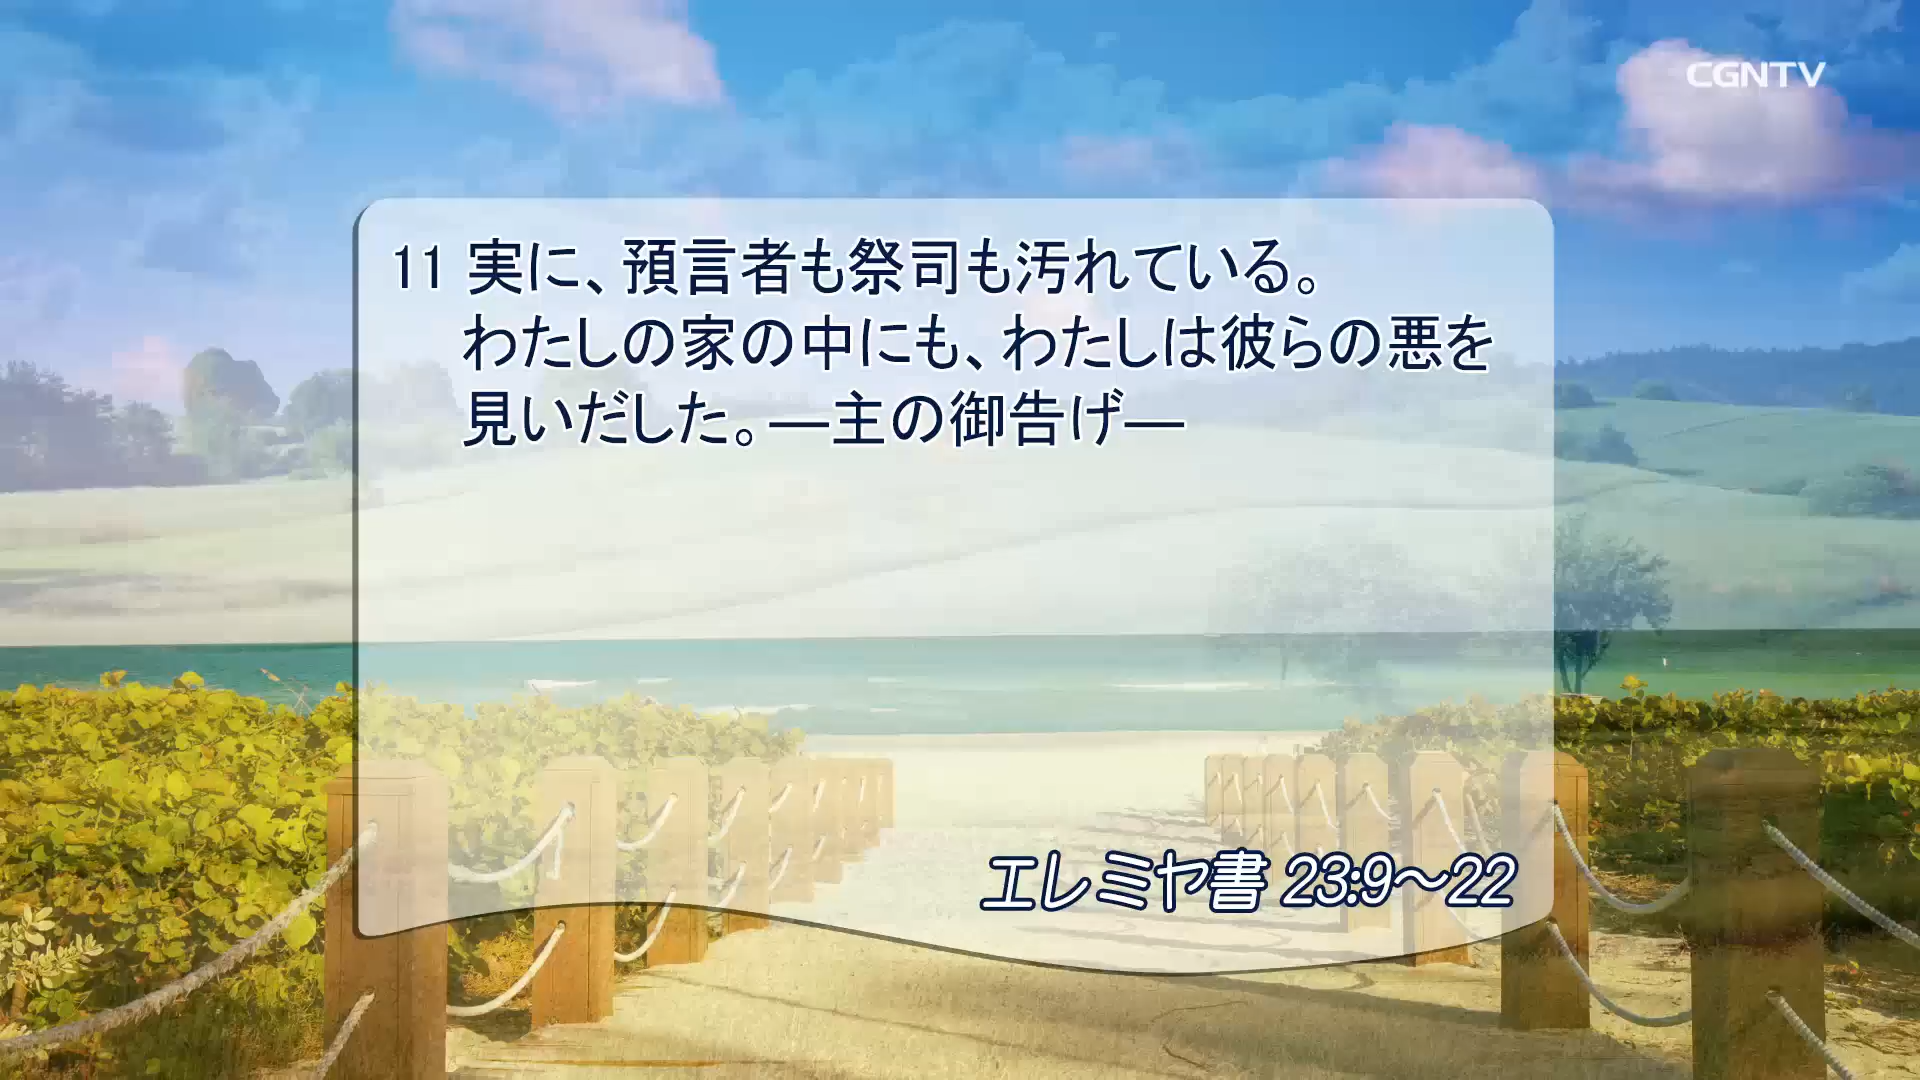 CGNTV
11 実に、預言者も祭司も汚れている。
わたしの家の中にも、わたしは彼らの悪を
見いだした。―主の御告げ―
エレミヤ書 23:9～22